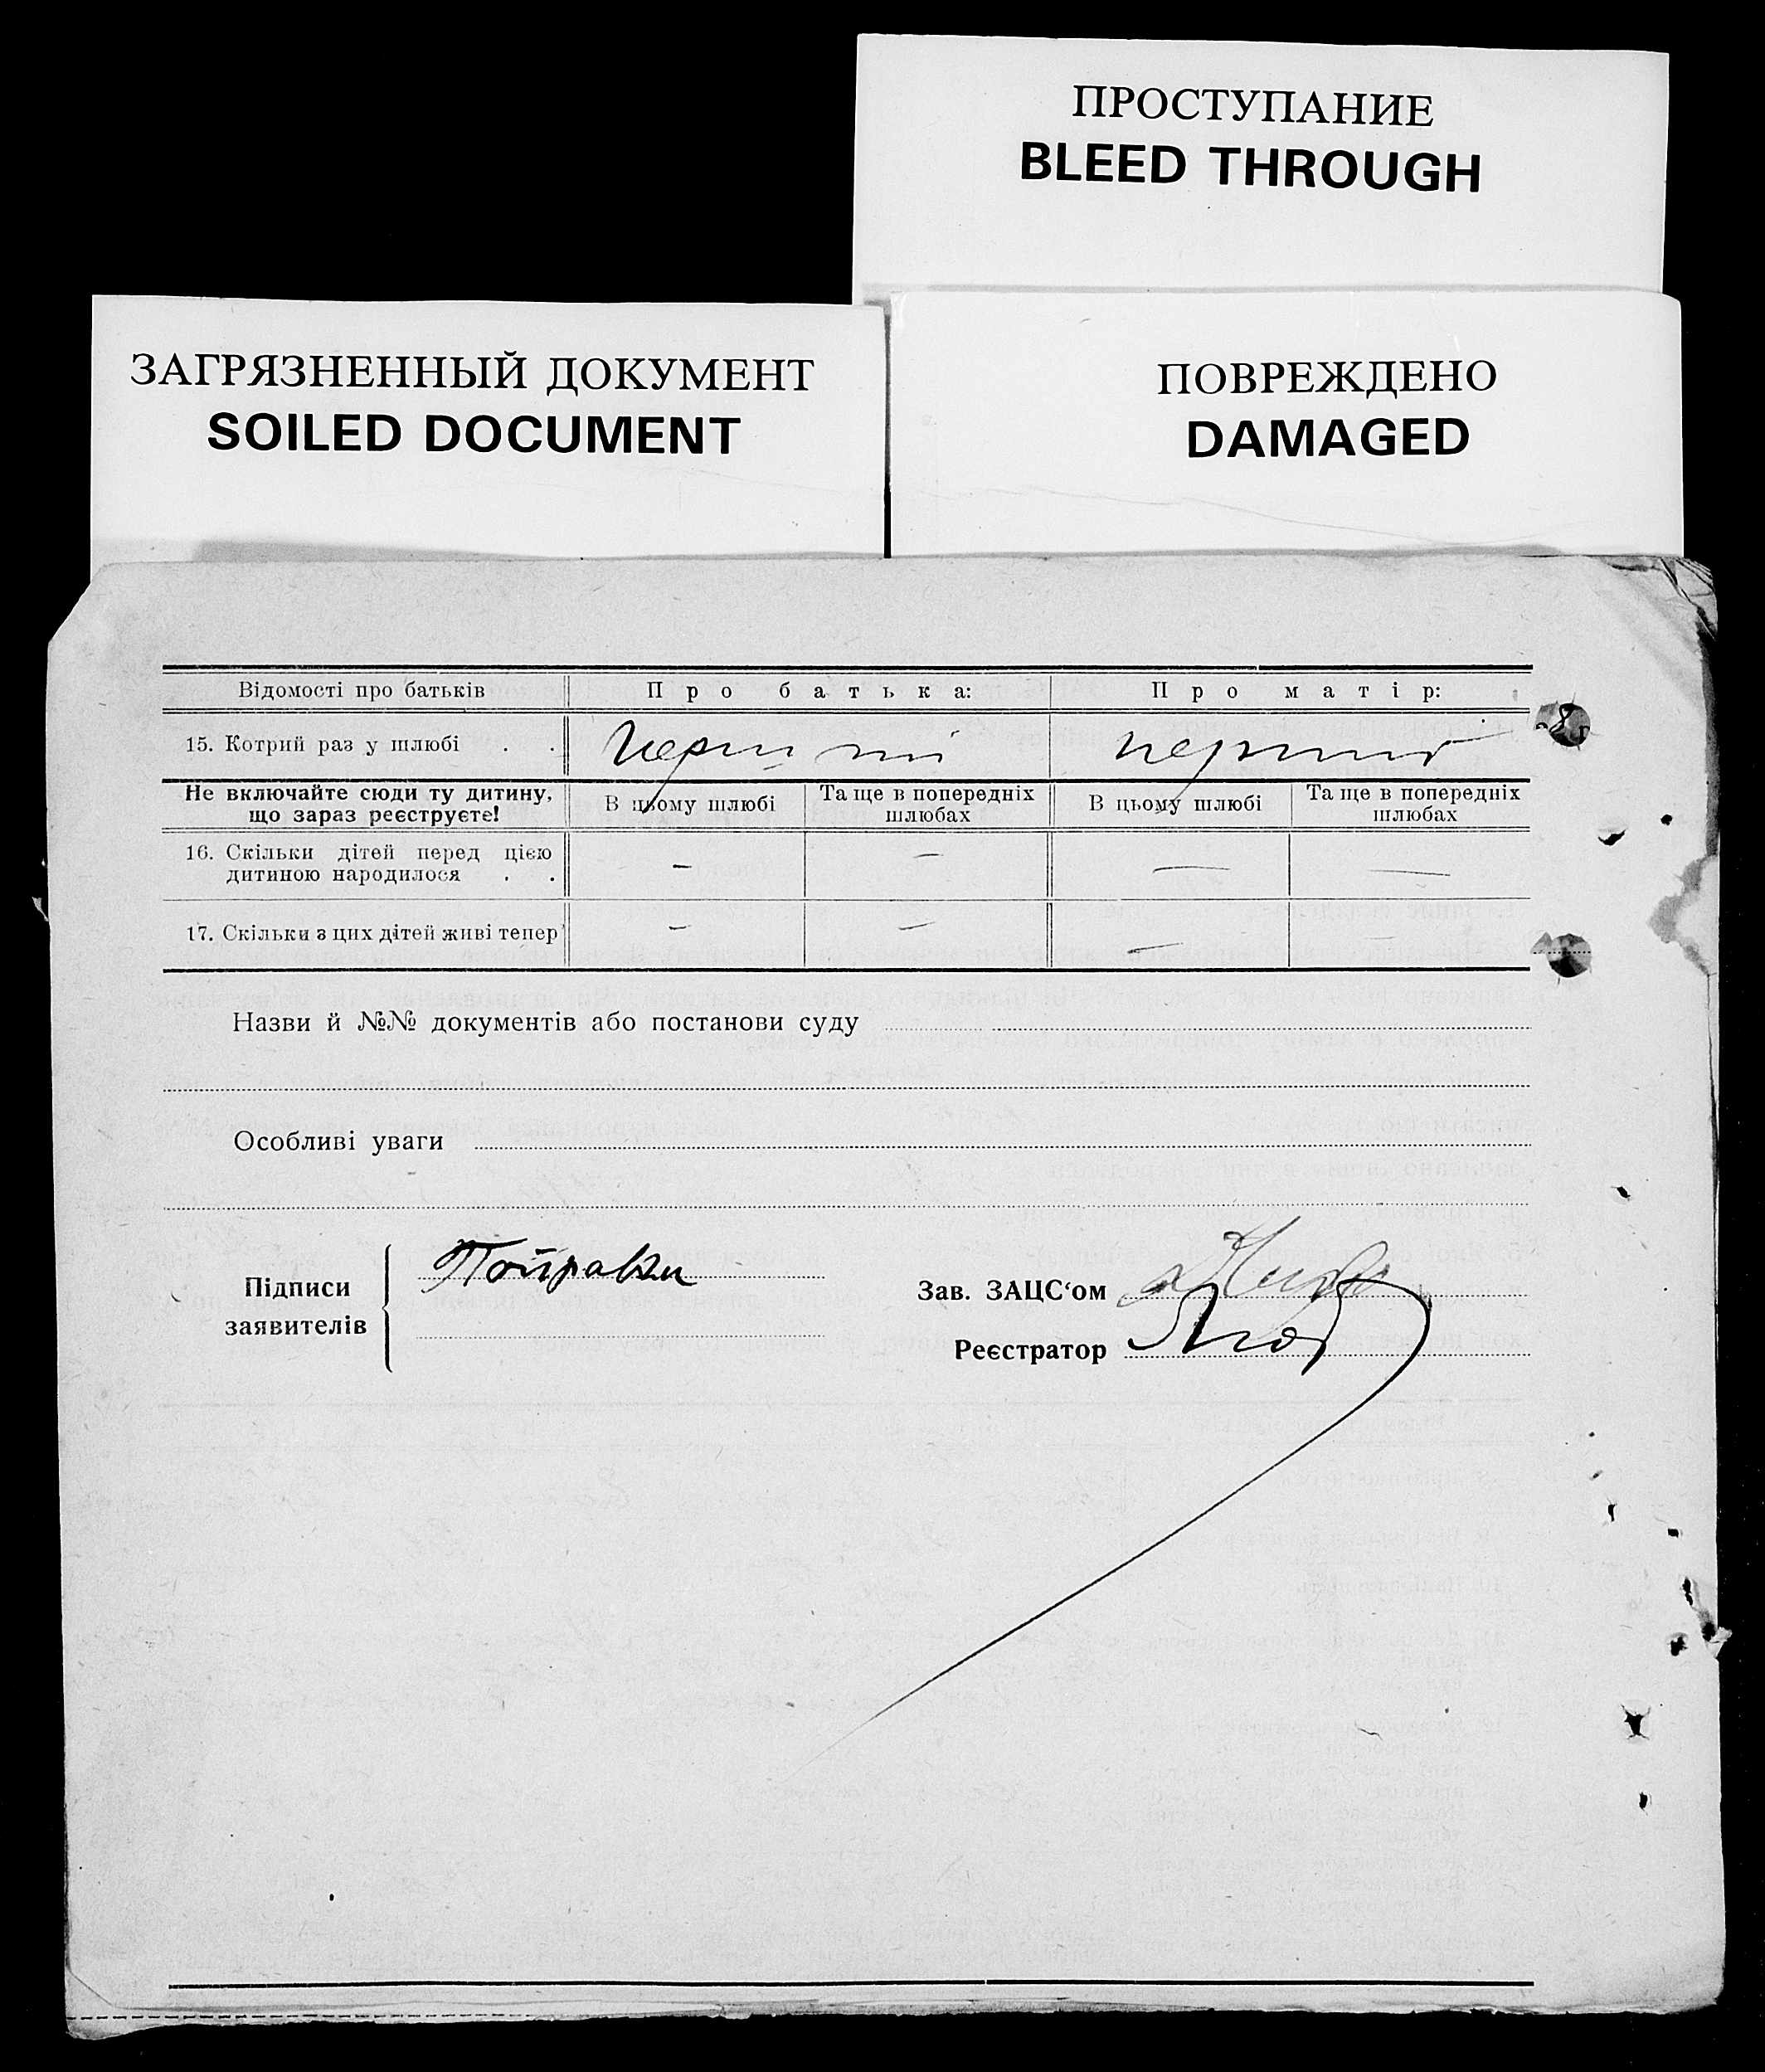 ПРОСТУПАНИЕ
BLEED THROUGH
ЗАГРЯЗНЕННЫЙ ДОКУМЕНТ
SOILED DOCUMENT
ПОВРЕЖДЕНО
DAMAGED
Відомості про батьків Про батька: Про матір:
15. Котрий раз у шлюбі . . перший перший
Не включайте сюди ту дитину, що зараз реєструєте! В цьому шлюбі Та ще в попередніх шлюбах В цьому шлюбі Та ще в попередніх шлюбах
16. Скільки дітей перед цією
дитиною народилося . . — — — —
17. Скільки з цих дітей живі тепер — — —
Назви й №№ документів або постанови суду
Особливі уваги
Підписи
заявителів
Зав. ЗАЦС‘ом
Реєстратор